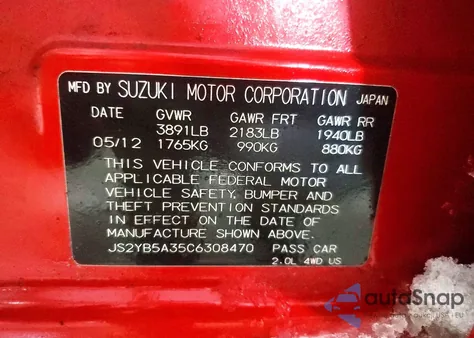 MFD BY SUZUKI MOTOR CORPORATION JAPAN
DATE GVWR GAWR FRT GAWR RR
3891LB 2183LB 1940LB
05/12 1765KG 990KG 880KG
THIS VEHICLE CONFORMS TO ALL
APPLICABLE FEDERAL MOTOR
VEHICLE SAFETY, BUMPER AND
THEFT PREVENTION STANDARDS
IN EFFECT ON THE DATE OF
MANUFACTURE SHOWN ABOVE.
JS2YB5A35C6308470 PASS CAR
2.0L 4WD US
autoSnap